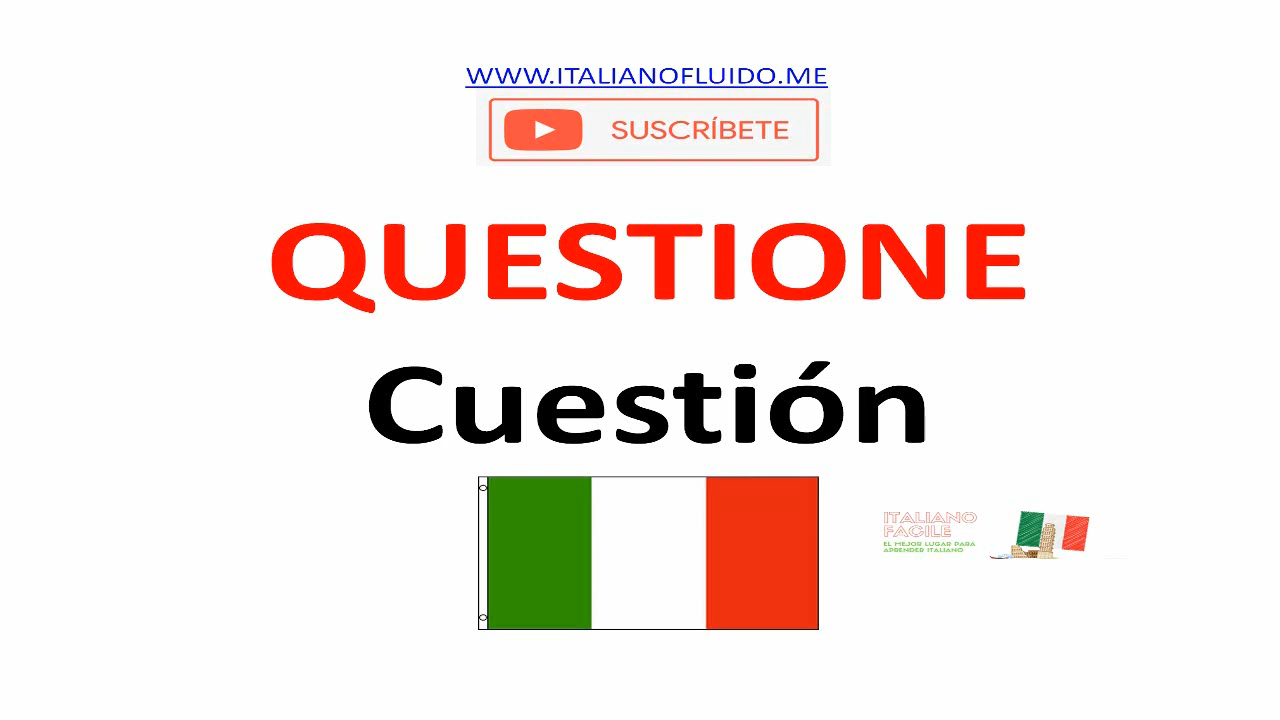 WWW.ITALIANOFLUIDO.ME
SUSCRÍBETE
QUESTIONE
Cuestión
ITALIANO
FACILE
EL MEJOR LUGAR PARA
APRENDER ITALIANO